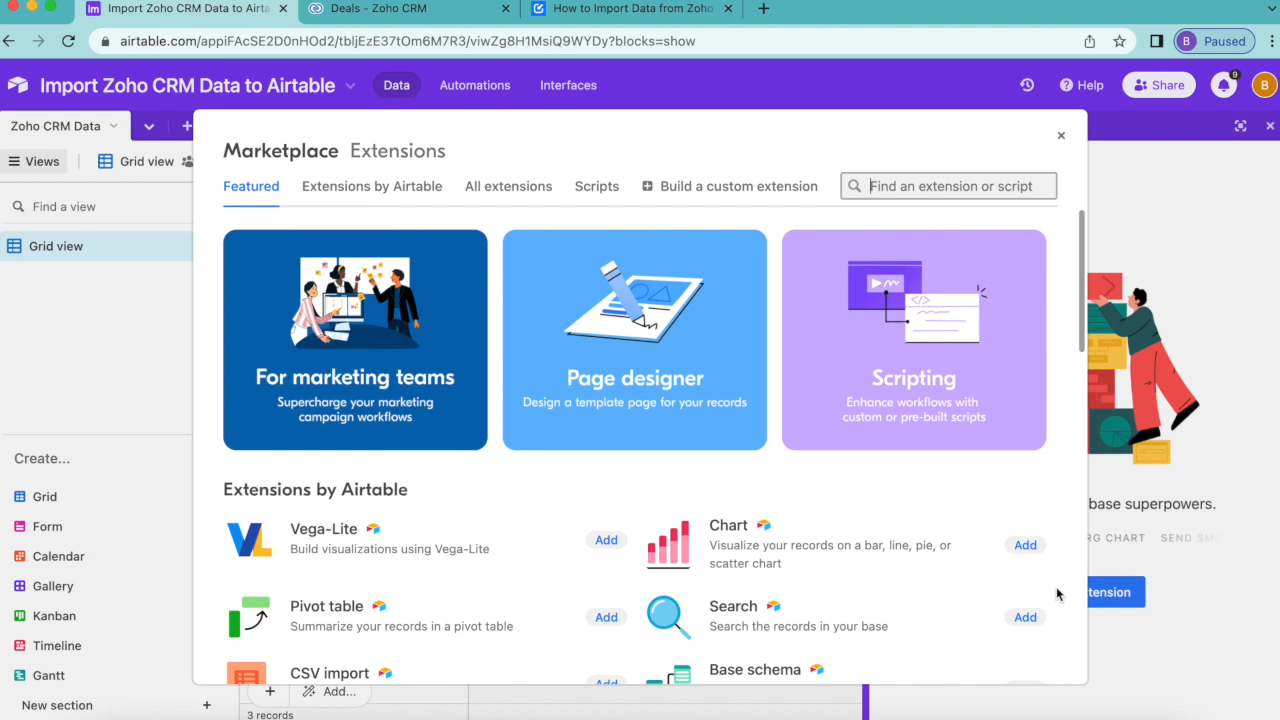 Import Zoho CRM Data to Airta
Deals - Zoho CRM
How to Import Data from Zoho
airtable.com/appiFAcSE2D0nHOd2/tbljEzE37tOm6M7R3/viwZg8H1MsiQ9WYDy?blocks=show
B Paused
Import Zoho CRM Data to Airtable
Data
Automations
Interfaces
Help
Share
9
B
Zoho CRM Data
Views
Grid view
Find a view
Grid view
Create...
Grid
Form
Calendar
Gallery
Kanban
Timeline
Gantt
New section
Marketplace Extensions
Featured
Extensions by Airtable
All extensions
Scripts
Build a custom extension
Find an extension or script
For marketing teams
Supercharge your marketing
campaign workflows
Page designer
Design a template page for your records
Scripting
Enhance workflows with
custom or pre-built scripts
Extensions by Airtable
Vega-Lite
Build visualizations using Vega-Lite
Add
Chart
Visualize your records on a bar, line, pie, or
scatter chart
Add
Pivot table
Summarize your records in a pivot table
Add
Search
Search the records in your base
Add
CSV import
Add
Base schema
Add...
3 records
base superpowers.
RG CHART SEND SM
tension